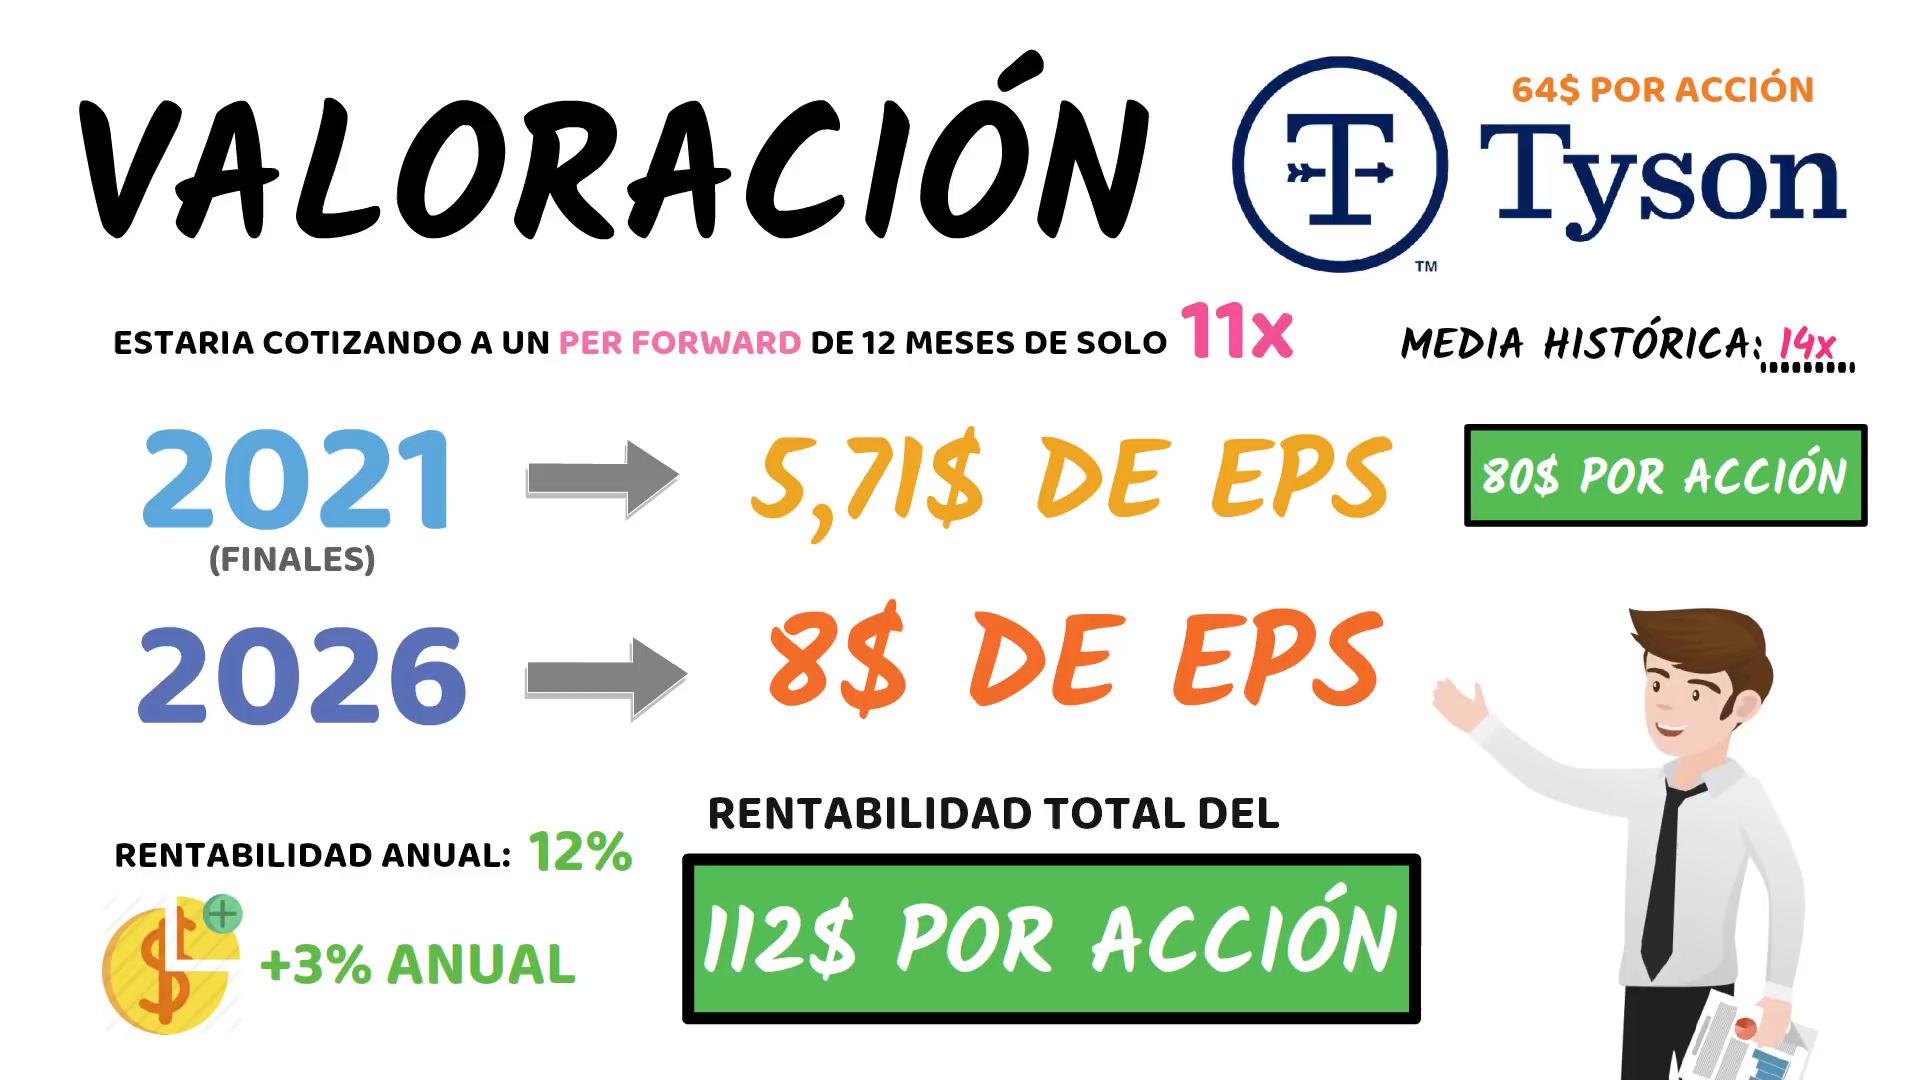 VALORACIÓN
64$ POR ACCIÓN
Tyson
TM
ESTARIA COTIZANDO A UN PER FORWARD DE 12 MESES DE SOLO 11x
MEDIA HISTÓRICA: 14x
2021
(FINALES)
5,71$ DE EPS
80$ POR ACCIÓN
2026
8$ DE EPS
RENTABILIDAD ANUAL: 12%
+3% ANUAL
RENTABILIDAD TOTAL DEL
112$ POR ACCIÓN